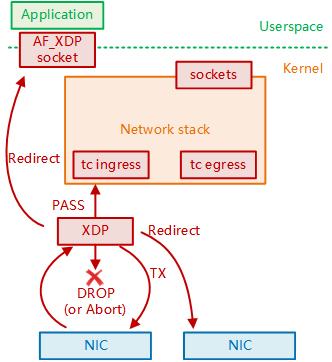 Application
Userspace
AF_XDP
socket
Kernel
sockets
Network stack
Redirect
tc ingress
tc egress
PASS
XDP
Redirect
TX
DROP
(or Abort)
NIC
NIC